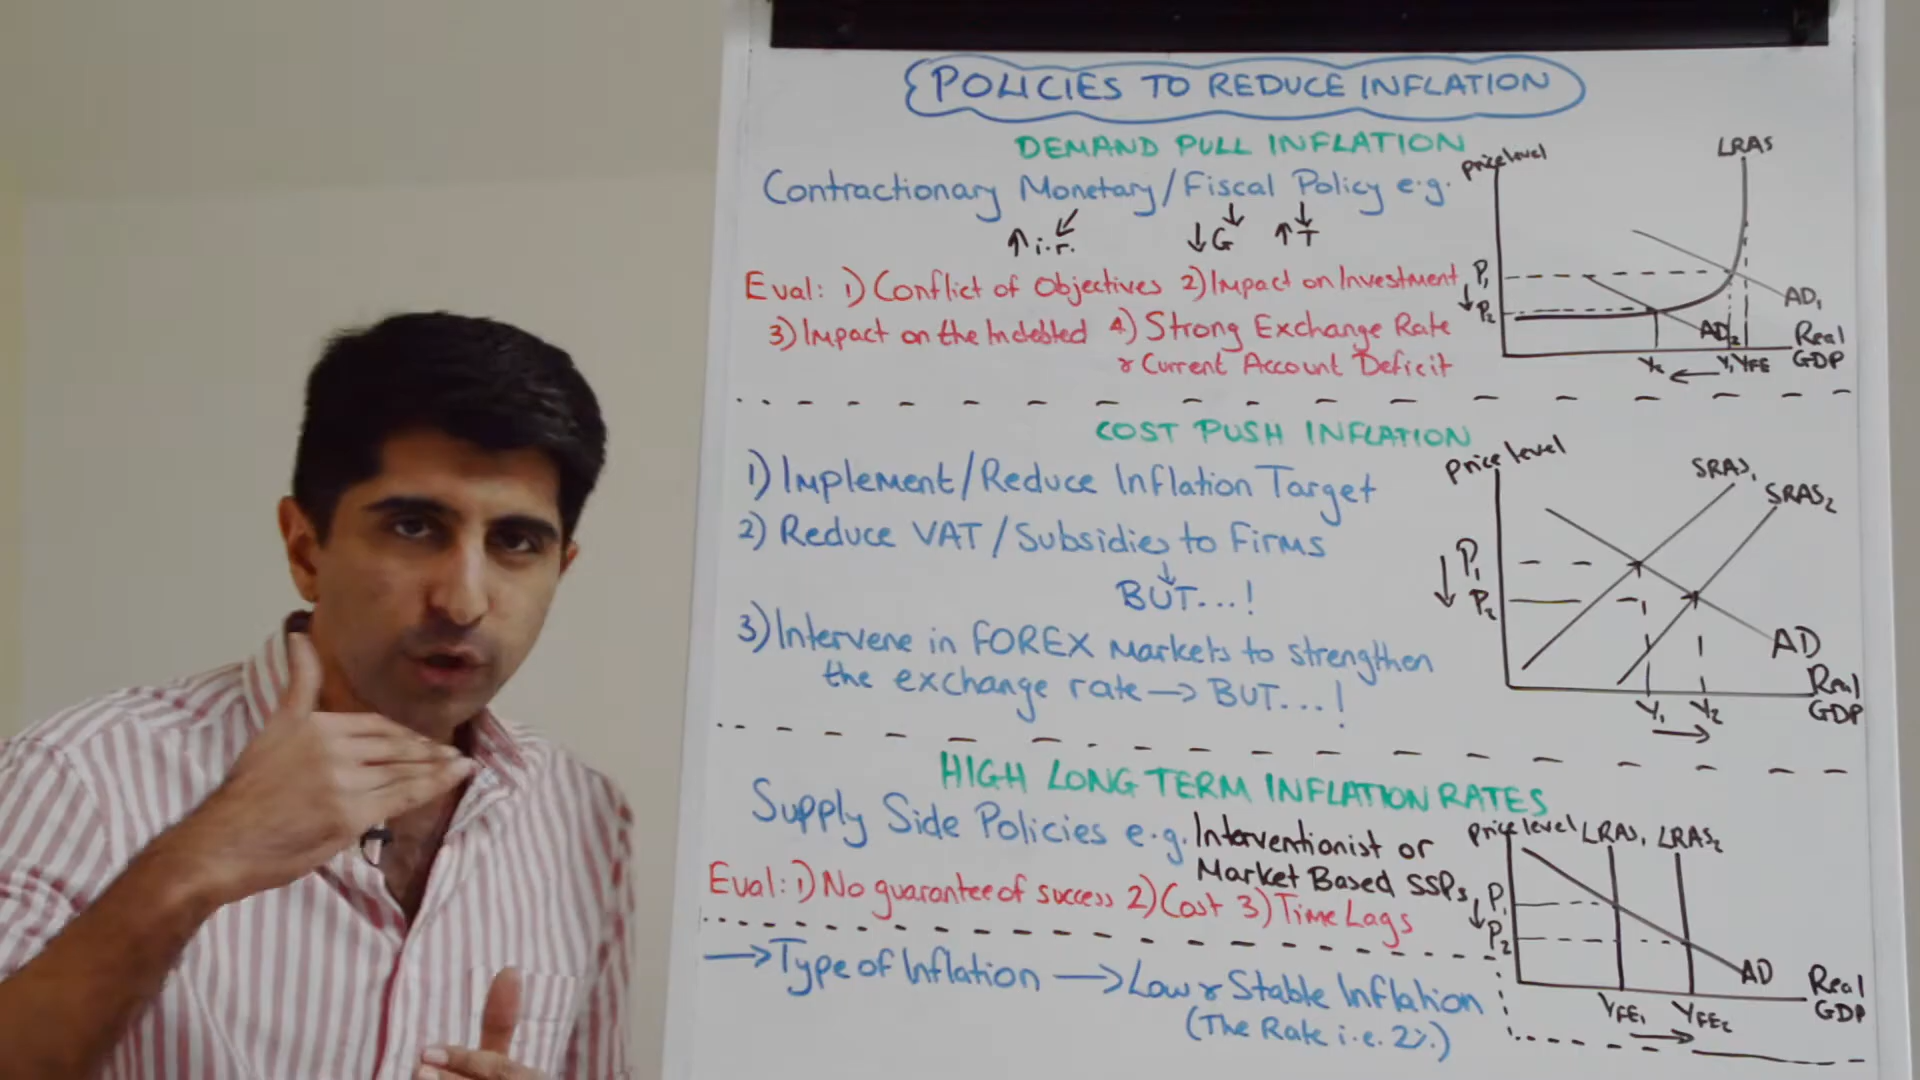 POLICIES TO REDUCE INFLATION
DEMAND PULL INFLATION
Contractionary Monetary/Fiscal Policy e.g.
↑ i.r. ↓G ↑T
Eval: 1) Conflict of Objectives 2) Impact on Investment
3) Impact on the Indebted 4) Strong Exchange Rate
& Current Account Deficit
Price level
LRAS
P1
↓ P2
AD1
AD2
Real
GDP
Y2 ← Y1 YFE
COST PUSH INFLATION
1) Implement/Reduce Inflation Target
2) Reduce VAT/Subsidies to Firms
↓
BUT...!
3) Intervene in FOREX Markets to strengthen
the exchange rate → BUT...!
Price level
SRAS1
SRAS2
↓ P1
P2
AD
Real
GDP
Y1 Y2
→
HIGH LONG TERM INFLATION RATES
Supply Side Policies e.g. Interventionist or
Market Based SSPs
Eval: 1) No guarantee of success 2) Cost 3) Time Lags
Price level LRAS1 LRAS2
↓ P1
P2
AD
Real
GDP
YFE1 → YFE2
→ Type of Inflation → Low & Stable Inflation
(The Rate i.e. 2%)